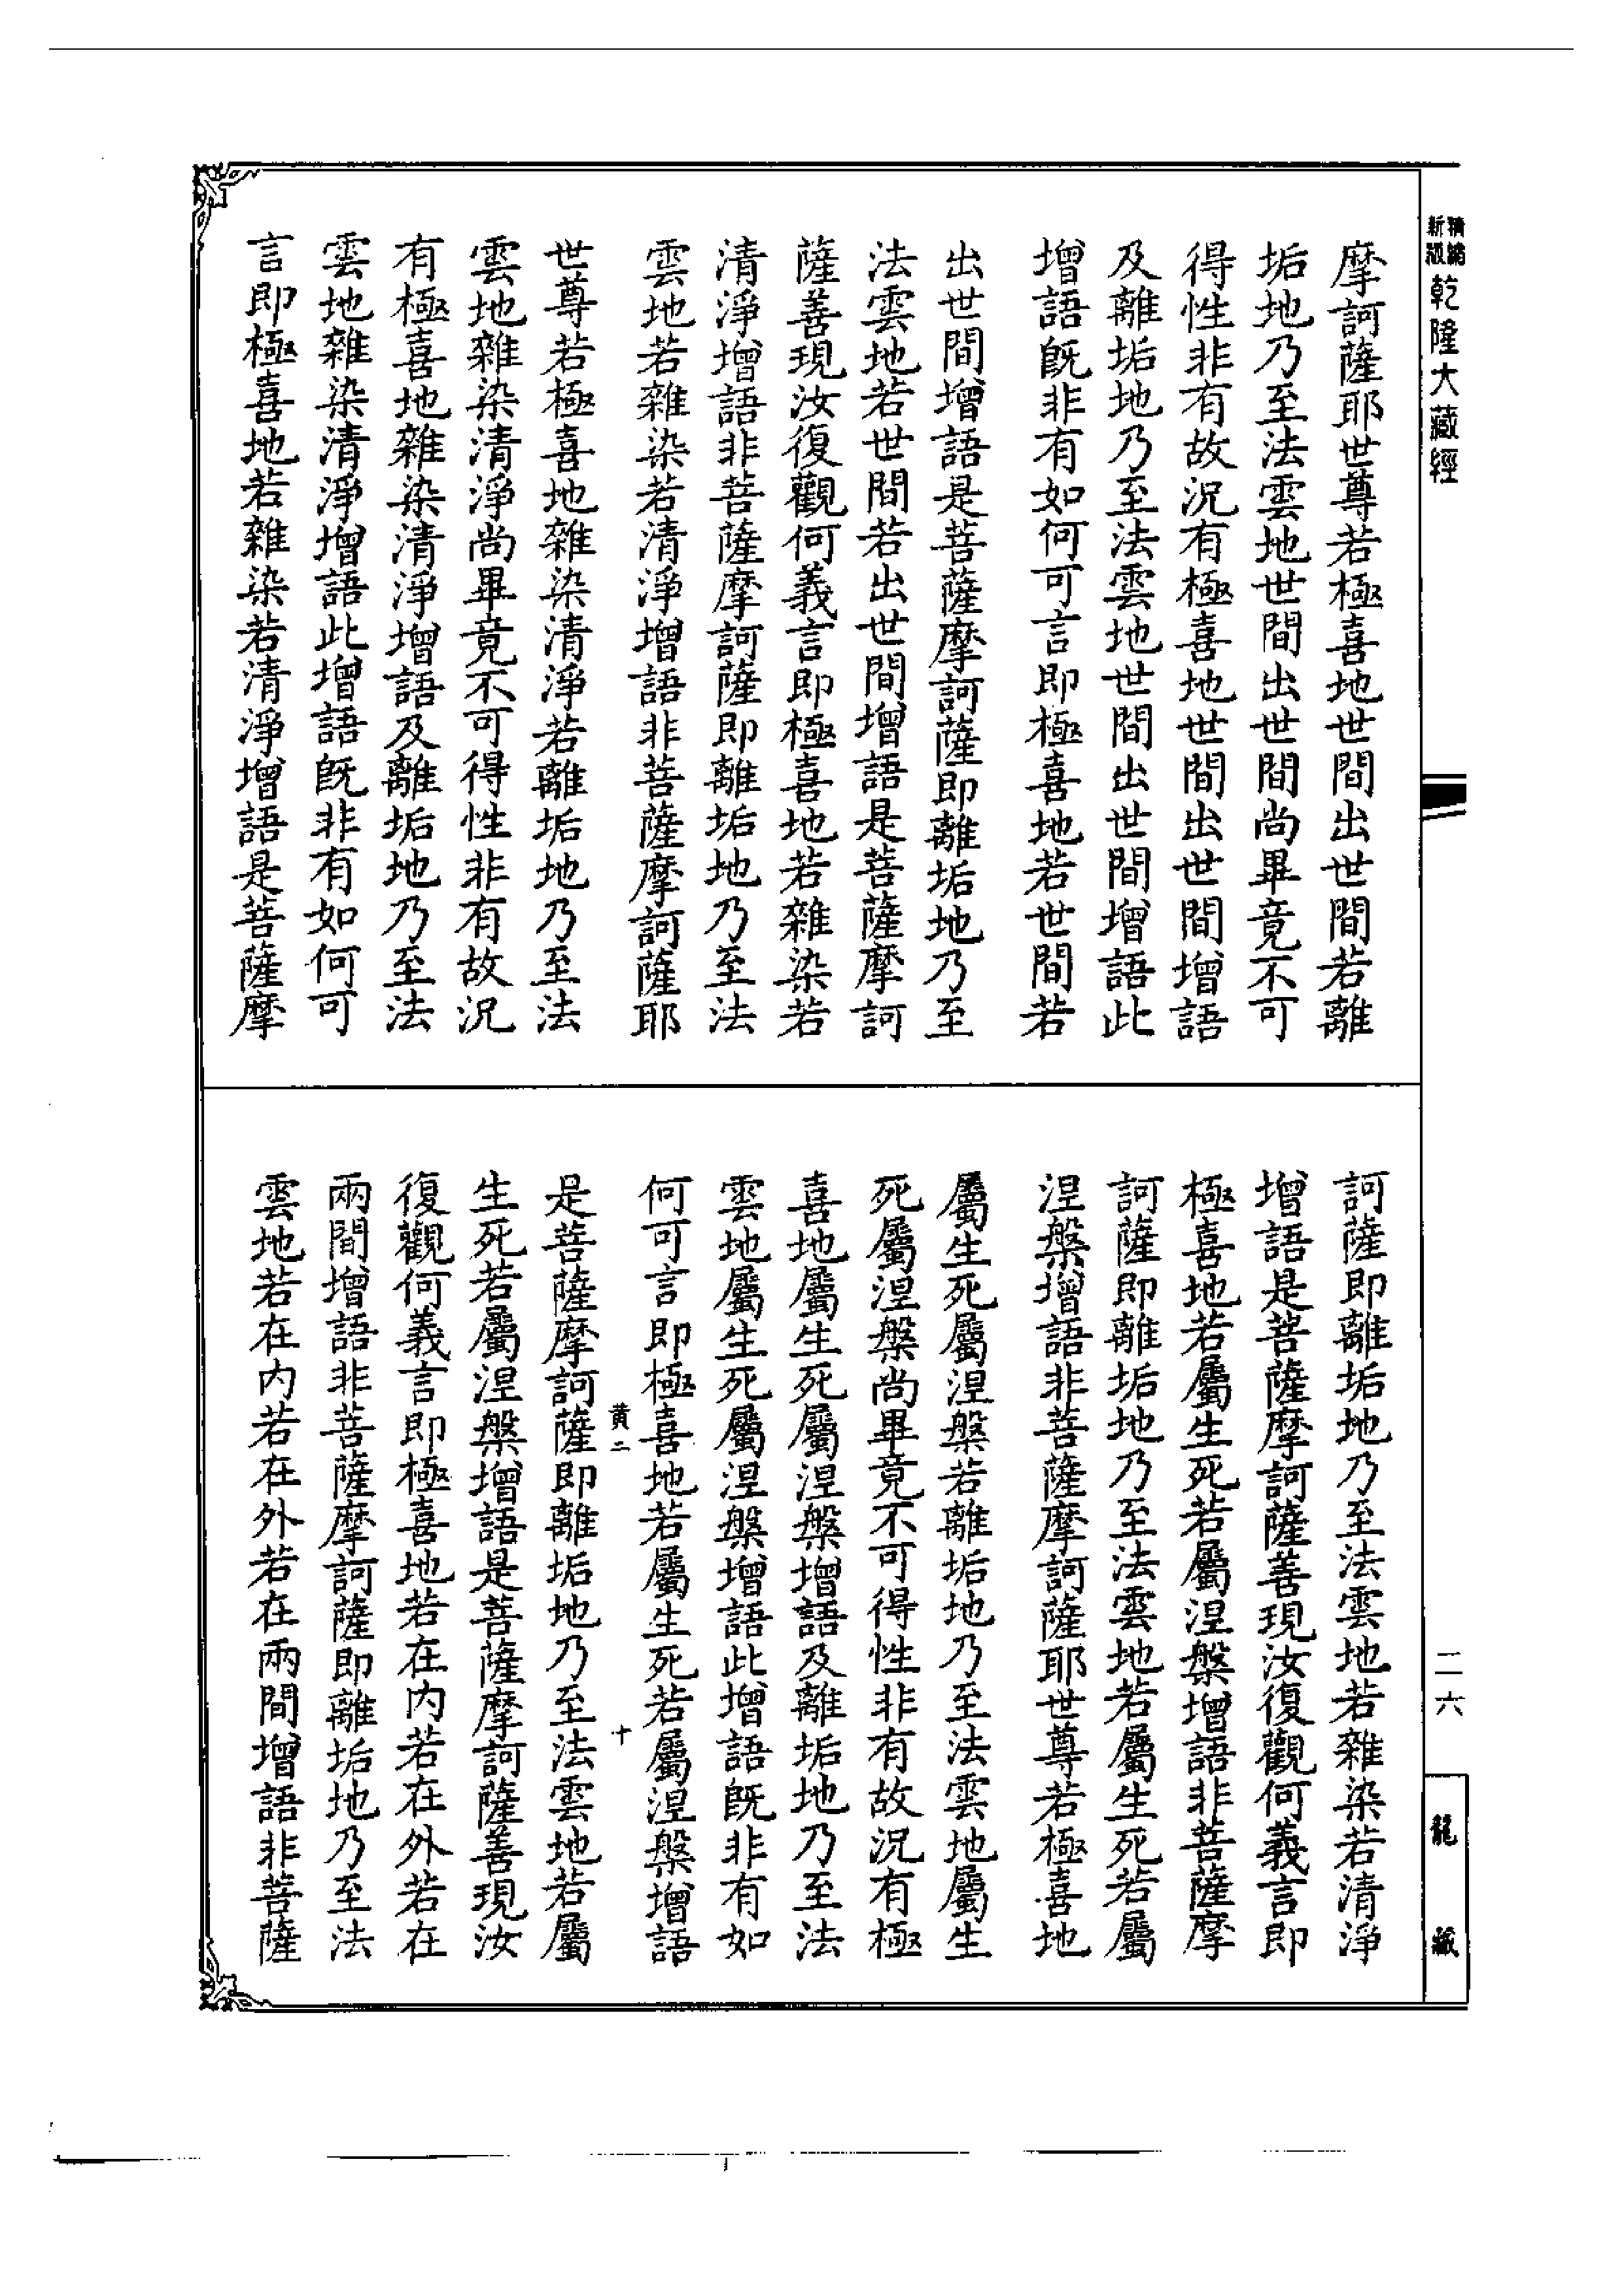 精繡新級乾隆大藏經
摩訶薩耶世尊若極喜地世間出世間若離
垢地乃至法雲地世間出世間尚畢竟不可
得性非有故況有極喜地世間出世間增語
及離垢地乃至法雲地世間出世間增語此
增語既非有如何可言即極喜地若世間若
出世間增語是菩薩摩訶薩即離垢地乃至
法雲地若世間若出世間增語是菩薩摩訶
薩善現汝復觀何義言即極喜地若雜染若
清淨增語非菩薩摩訶薩即離垢地乃至法
雲地若雜染若清淨增語非菩薩摩訶薩耶
世尊若極喜地雜染清淨若離垢地乃至法
雲地雜染清淨尚畢竟不可得性非有故況
有極喜地雜染清淨增語及離垢地乃至法
雲地雜染清淨增語此增語既非有如何可
言即極喜地若雜染若清淨增語是菩薩摩
訶薩即離垢地乃至法雲地若雜染若清淨
增語是菩薩摩訶薩善現汝復觀何義言即
極喜地若屬生死若屬涅槃增語非菩薩摩
訶薩即離垢地乃至法雲地若屬生死若屬
涅槃增語非菩薩摩訶薩耶世尊若極喜地
屬生死屬涅槃若離垢地乃至法雲地屬生
死屬涅槃尚畢竟不可得性非有故況有極
喜地屬生死屬涅槃增語及離垢地乃至法
雲地屬生死屬涅槃增語此增語既非有如
何可言即極喜地若屬生死若屬涅槃增語
黃二 十
是菩薩摩訶薩即離垢地乃至法雲地若屬
生死若屬涅槃增語是菩薩摩訶薩善現汝
復觀何義言即極喜地若在內若在外若在
兩間增語非菩薩摩訶薩即離垢地乃至法
雲地若在內若在外若在兩間增語非菩薩
二六
龍藏